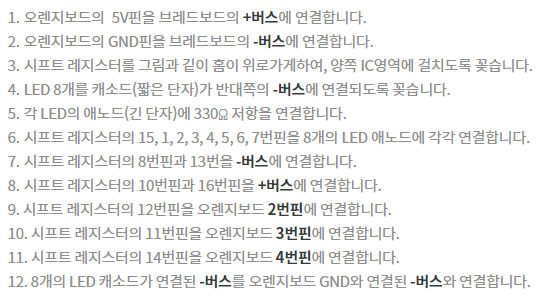 1. 오렌지보드의 5V핀을 브레드보드의 +버스에 연결합니다.
2. 오렌지보드의 GND핀을 브레드보드의 -버스에 연결합니다.
3. 시프트 레지스터를 그림과 같이 홈이 위로가게하여, 양쪽 IC영역에 걸치도록 꽂습니다.
4. LED 8개를 캐소드(짧은 단자)가 반대쪽의 -버스에 연결되도록 꽂습니다.
5. 각 LED의 애노드(긴 단자)에 330Ω 저항을 연결합니다.
6. 시프트 레지스터의 15, 1, 2, 3, 4, 5, 6, 7번핀을 8개의 LED 애노드에 각각 연결합니다.
7. 시프트 레지스터의 8번핀과 13번을 -버스에 연결합니다.
8. 시프트 레지스터의 10번핀과 16번핀을 +버스에 연결합니다.
9. 시프트 레지스터의 12번핀을 오렌지보드 2번핀에 연결합니다.
10. 시프트 레지스터의 11번핀을 오렌지보드 3번핀에 연결합니다.
11. 시프트 레지스터의 14번핀을 오렌지보드 4번핀에 연결합니다.
12. 8개의 LED 캐소드가 연결된 -버스를 오렌지보드 GND와 연결된 -버스와 연결합니다.